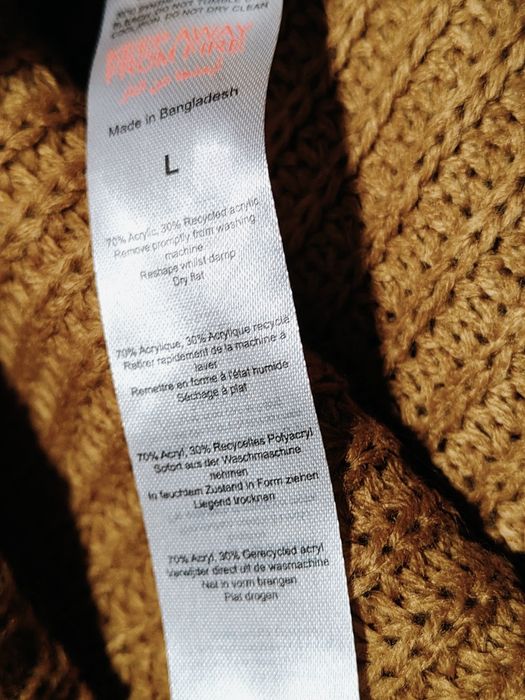 DO NOT TUMBLE
DO NOT DRY CLEAN
KEEP AWAY
FROM FIRE
Made in Bangladesh
L
70% Acrylic, 30% Recycled acrylic
Remove promptly from washing
machine
Reshape whilst damp
Dry flat
70% Acrylique, 30% Acrylique recyclé
Retirer rapidement de la machine à
laver
Remettre en forme à l'état humide
Séchage à plat
70% Acryl, 30% Recyceltes Polyacryl
Sofort aus der Waschmaschine
nehmen
In feuchtem Zustand in Form ziehen
Liegend trocknen
70% Acryl, 30% Gerecycled acryl
Verwijder direct uit de wasmachine
Nat in vorm brengen
Plat drogen